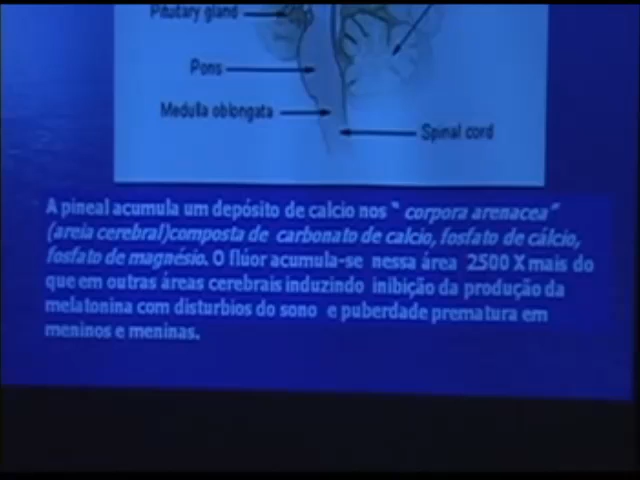 Pituitary gland
Pons
Medulla oblongata
Spinal cord
A pineal acumula um depósito de calcio nos " corpora arenacea"
(areia cerebral)composta de carbonato de calcio, fosfato de cálcio,
fosfato de magnésio. O flúor acumula-se nessa área 2500 X mais do
que em outras áreas cerebrais induzindo inibição da produção da
melatonina com disturbios do sono e puberdade prematura em
meninos e meninas.